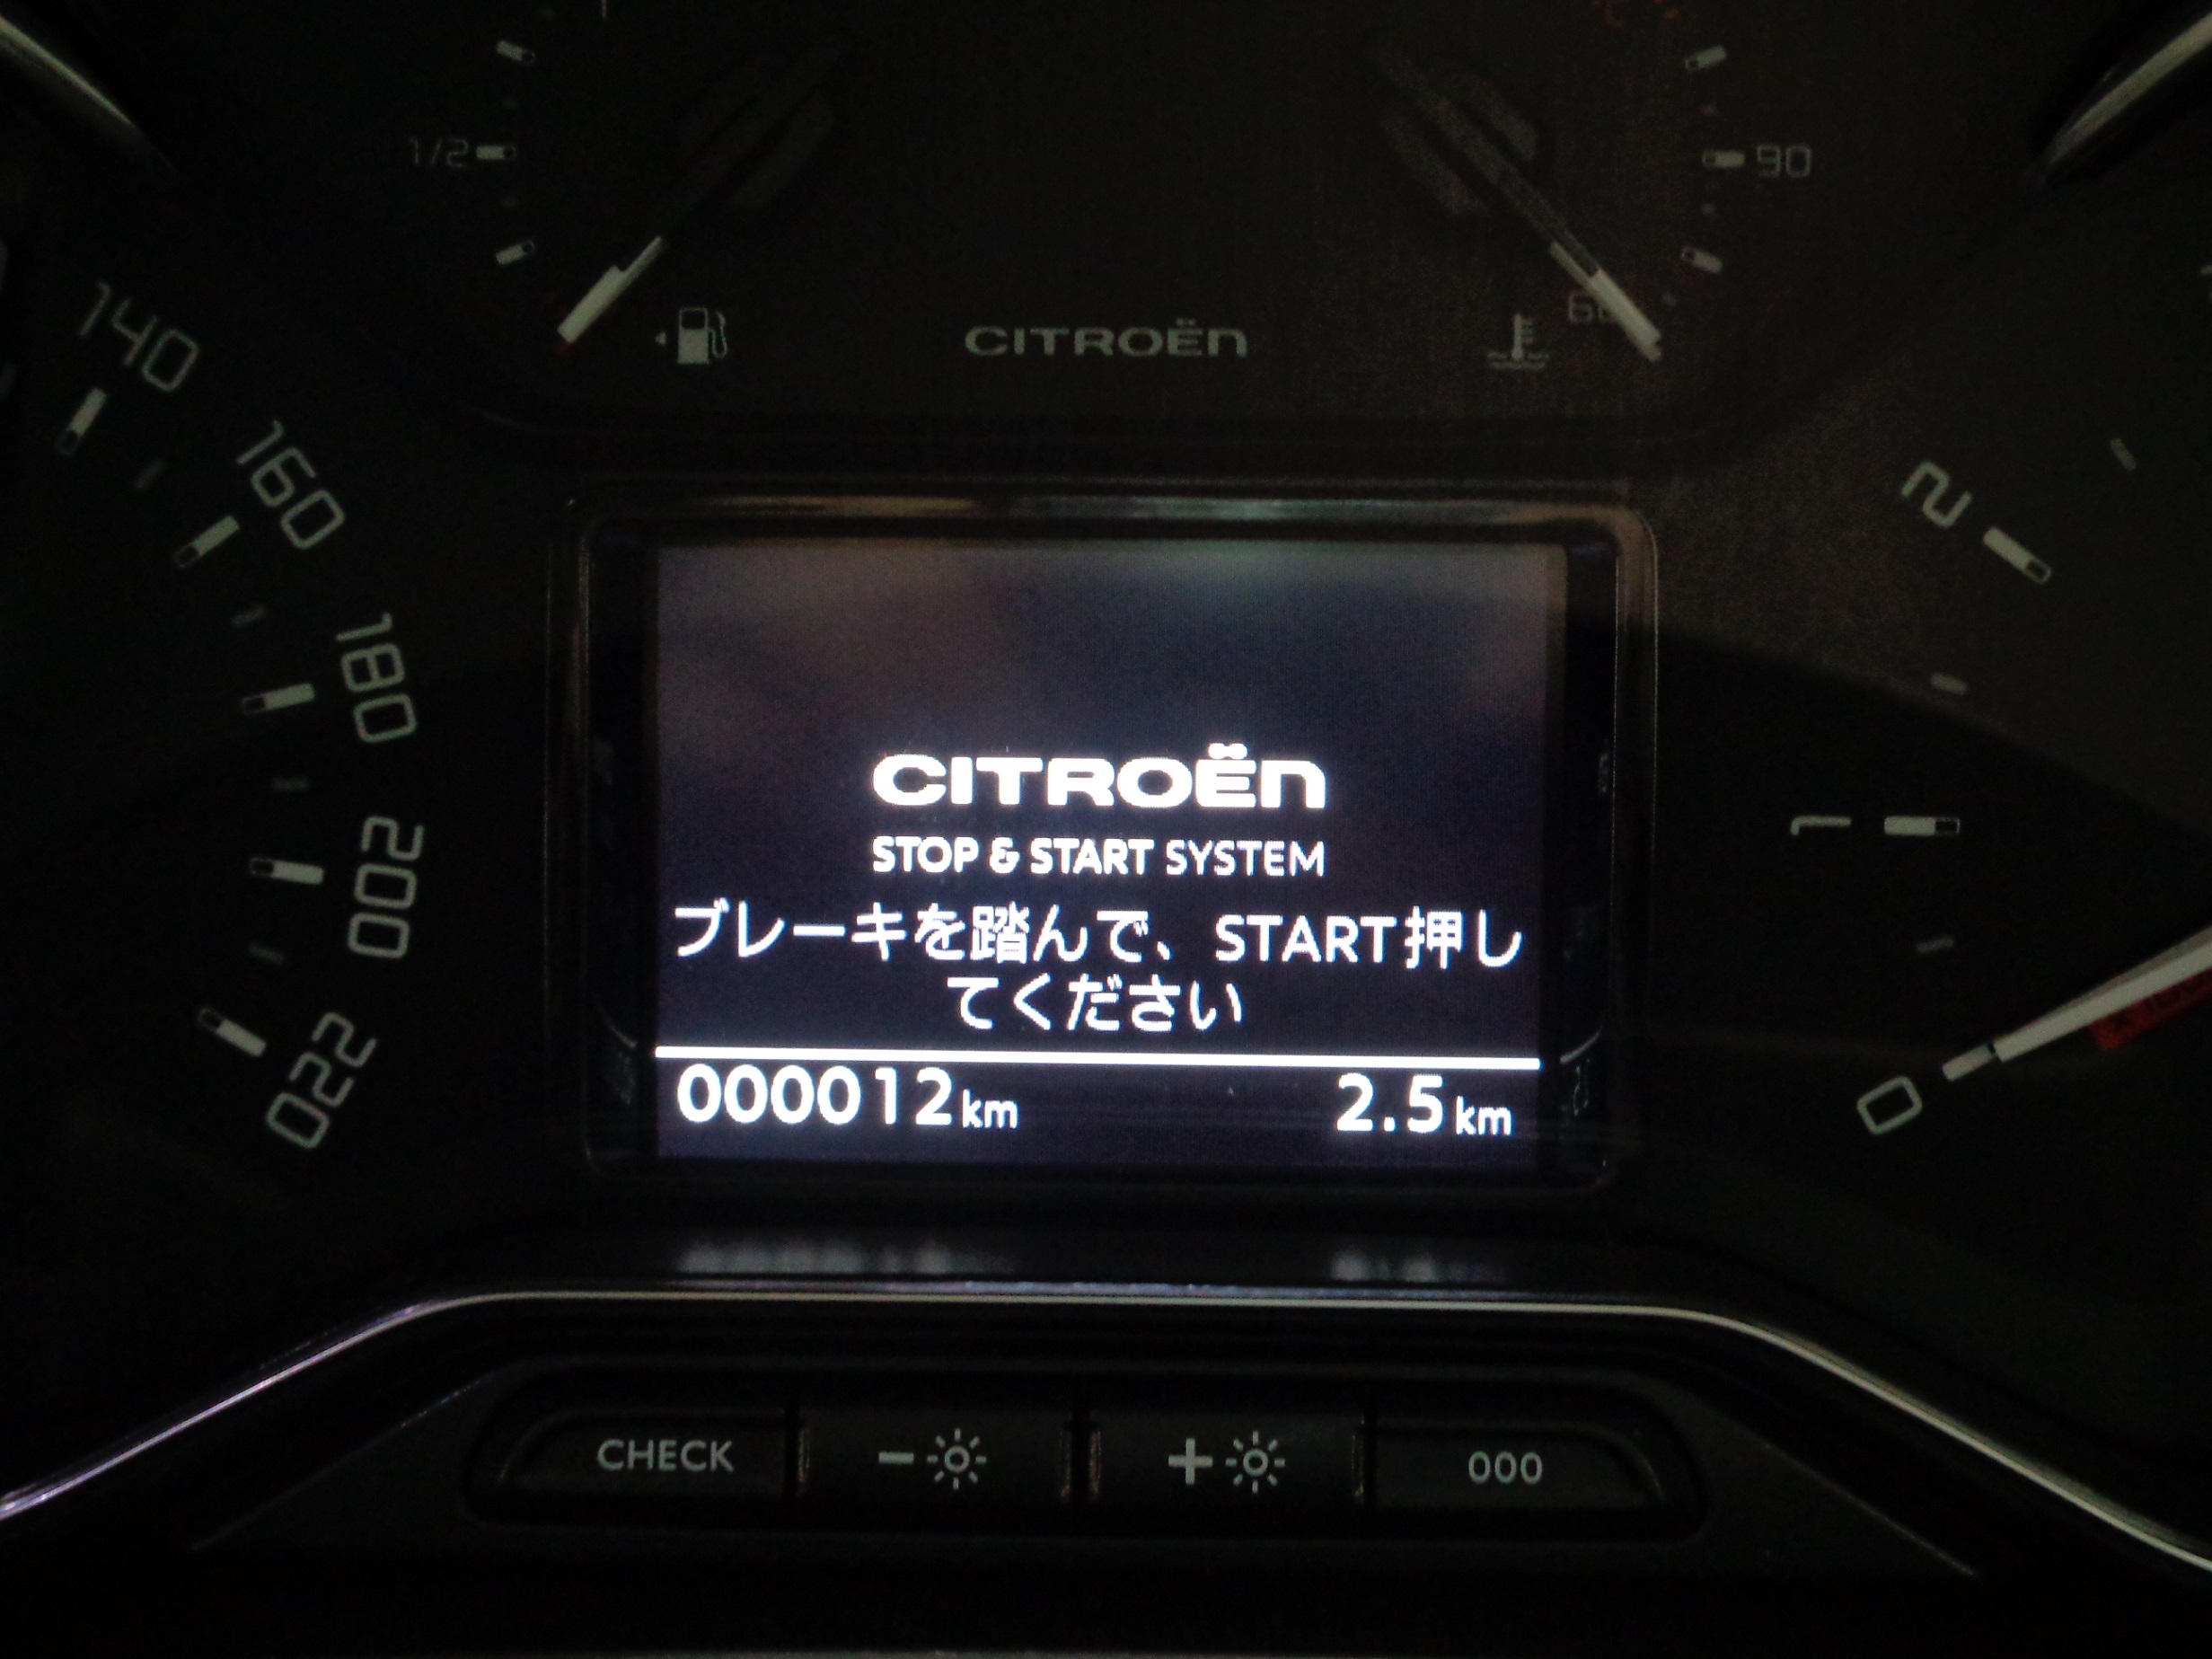 1/2
90
CITROËN
140
160
180
200
220
2
1
0
CITROËN
STOP & START SYSTEM
ブレーキを踏んで、START押し
てください
000012km 2.5km
CHECK - + 000